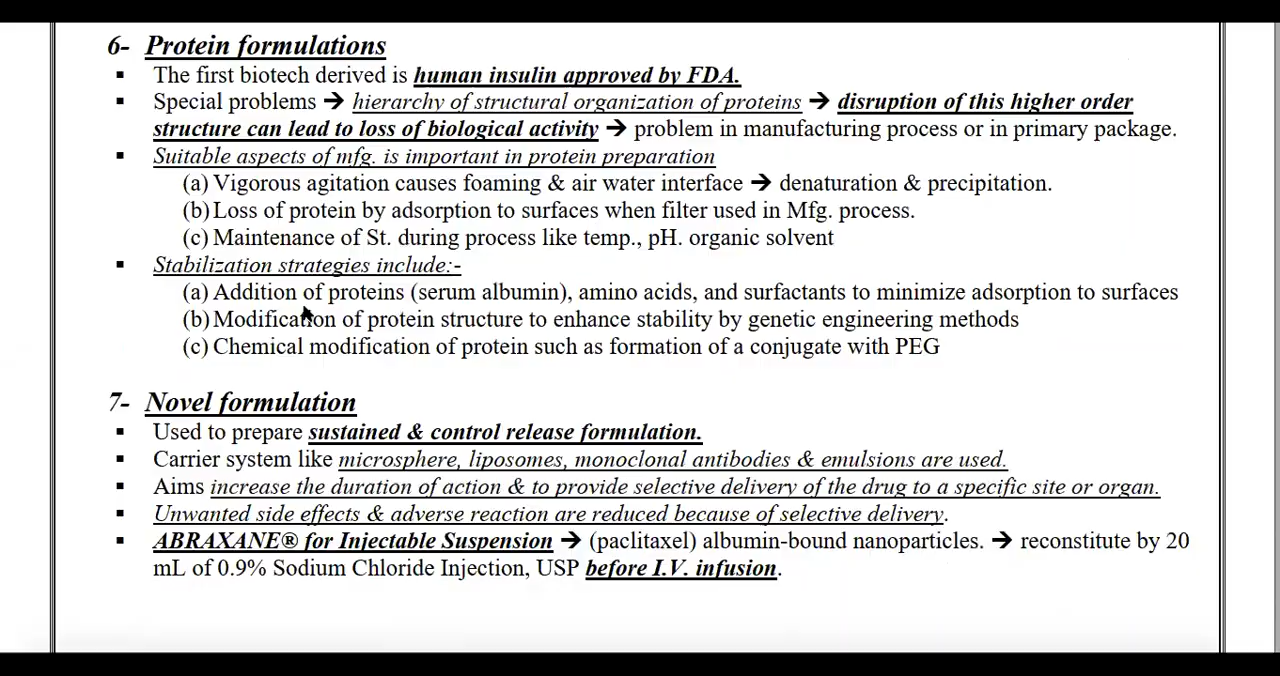 6- Protein formulations
▪ The first biotech derived is human insulin approved by FDA.
▪ Special problems ➔ hierarchy of structural organization of proteins ➔ disruption of this higher order
structure can lead to loss of biological activity ➔ problem in manufacturing process or in primary package.
▪ Suitable aspects of mfg. is important in protein preparation
(a) Vigorous agitation causes foaming & air water interface ➔ denaturation & precipitation.
(b) Loss of protein by adsorption to surfaces when filter used in Mfg. process.
(c) Maintenance of St. during process like temp., pH. organic solvent
▪ Stabilization strategies include:-
(a) Addition of proteins (serum albumin), amino acids, and surfactants to minimize adsorption to surfaces
(b) Modification of protein structure to enhance stability by genetic engineering methods
(c) Chemical modification of protein such as formation of a conjugate with PEG
7- Novel formulation
▪ Used to prepare sustained & control release formulation.
▪ Carrier system like microsphere, liposomes, monoclonal antibodies & emulsions are used.
▪ Aims increase the duration of action & to provide selective delivery of the drug to a specific site or organ.
▪ Unwanted side effects & adverse reaction are reduced because of selective delivery.
▪ ABRAXANE® for Injectable Suspension ➔ (paclitaxel) albumin-bound nanoparticles. ➔ reconstitute by 20
mL of 0.9% Sodium Chloride Injection, USP before I.V. infusion.